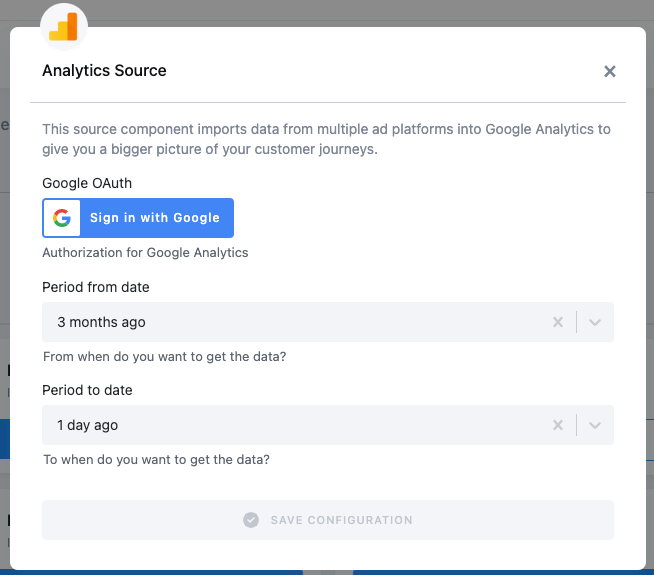 Analytics Source
This source component imports data from multiple ad platforms into Google Analytics to
give you a bigger picture of your customer journeys.
Google OAuth
Sign in with Google
Authorization for Google Analytics
Period from date
3 months ago
From when do you want to get the data?
Period to date
1 day ago
To when do you want to get the data?
SAVE CONFIGURATION